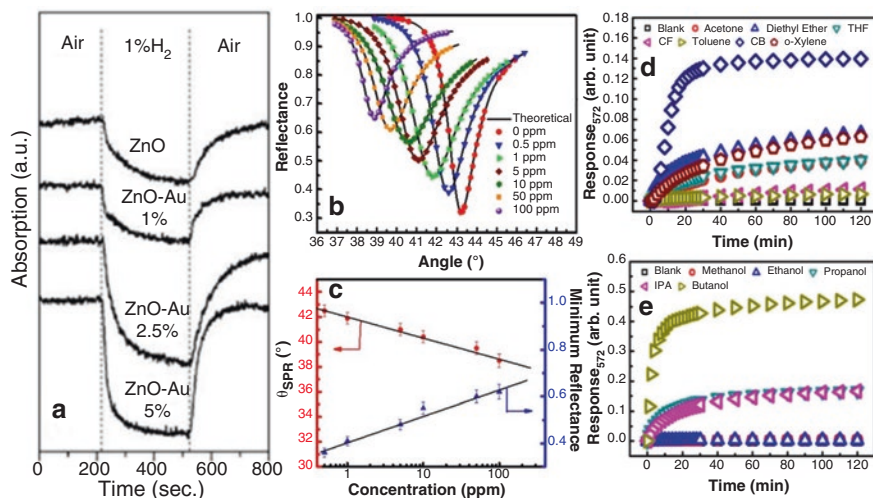 Air
1%H2
Air
ZnO
ZnO-Au
1%
ZnO-Au
2.5%
ZnO-Au
5%
a
Absorption (a.u.)
0 200 400 600 800
Time (sec.)
1.0
0.9
0.8
0.7
0.6
0.5
0.4
0.3
Reflectance
b
Theoretical
0 ppm
0.5 ppm
1 ppm
5 ppm
10 ppm
50 ppm
100 ppm
36 37 38 39 40 41 42 43 44 45 46 47 48 49
Angle (°)
c
θSPR (°)
44
42
40
38
36
34
32
30
1.0
0.8
0.6
0.4
Minimum Reflectance
1 10 100
Concentration (ppm)
0.18
0.16
0.14
0.12
0.10
0.08
0.06
0.04
0.02
0.00
Response572 (arb. unit)
Blank Acetone Diethyl Ether THF
CF Toluene CB o-Xylene
d
0 20 40 60 80 100 120
Time (min)
0.8
0.6
0.4
0.2
0.0
Response572 (arb. unit)
Blank Methanol Ethanol Propanol
IPA Butanol
e
0 20 40 60 80 100 120
Time (min)